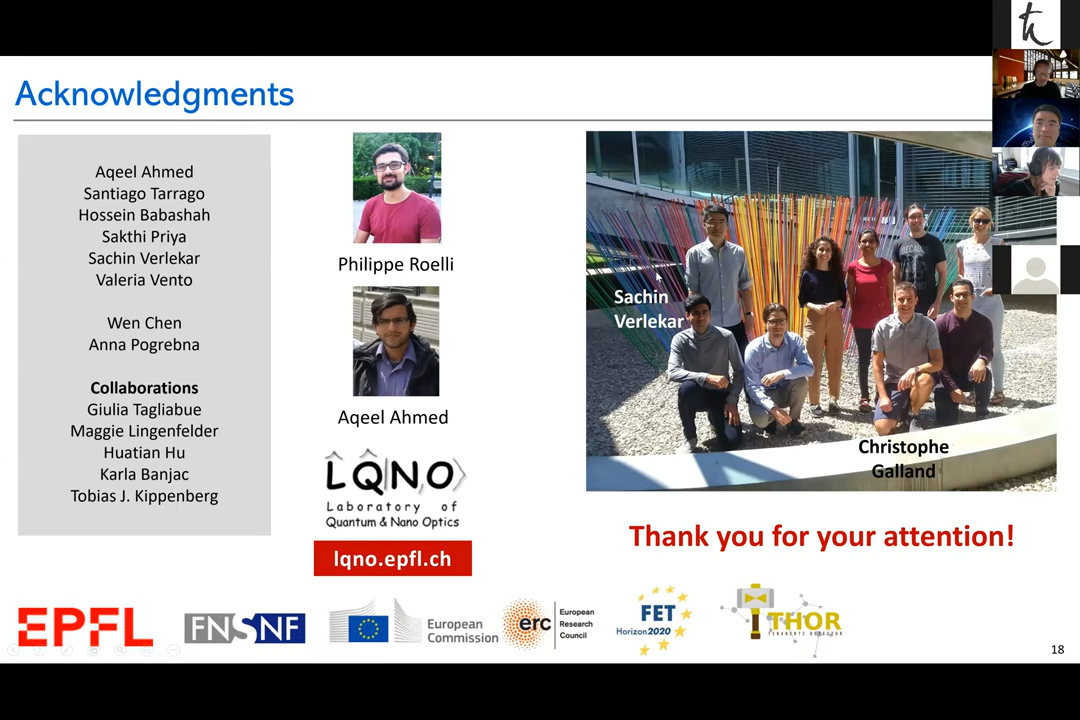 Acknowledgments
Aqeel Ahmed
Santiago Tarrago
Hossein Babashah
Sakthi Priya
Sachin Verlekar
Valeria Vento
Wen Chen
Anna Pogrebna
Collaborations
Giulia Tagliabue
Maggie Lingenfelder
Huatian Hu
Karla Banjac
Tobias J. Kippenberg
Philippe Roelli
Aqeel Ahmed
LQNO
Laboratory of
Quantum & Nano Optics
lqno.epfl.ch
Sachin
Verlekar
Christophe
Galland
Thank you for your attention!
EPFL
FNSNF
European
Commission
erc
European
Research
Council
FET
Horizon2020
THOR
18